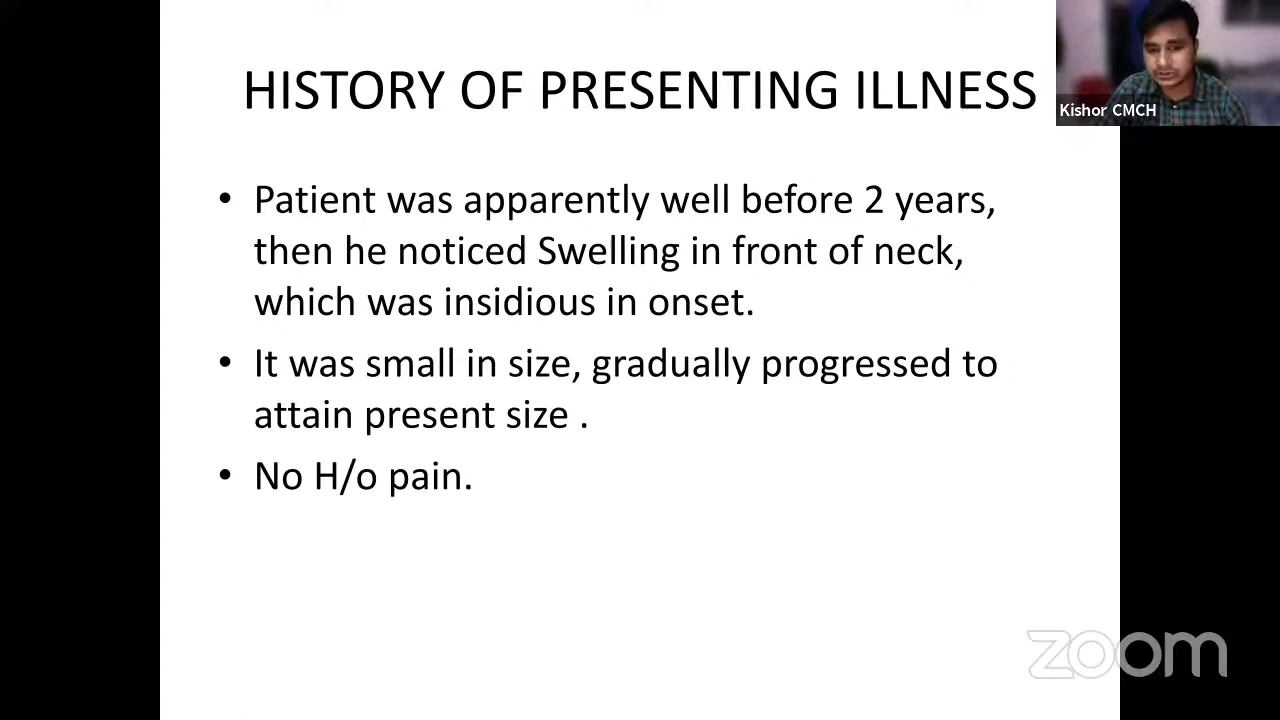 HISTORY OF PRESENTING ILLNESS
Kishor CMCH
• Patient was apparently well before 2 years,
then he noticed Swelling in front of neck,
which was insidious in onset.
• It was small in size, gradually progressed to
attain present size .
• No H/o pain.
zoom